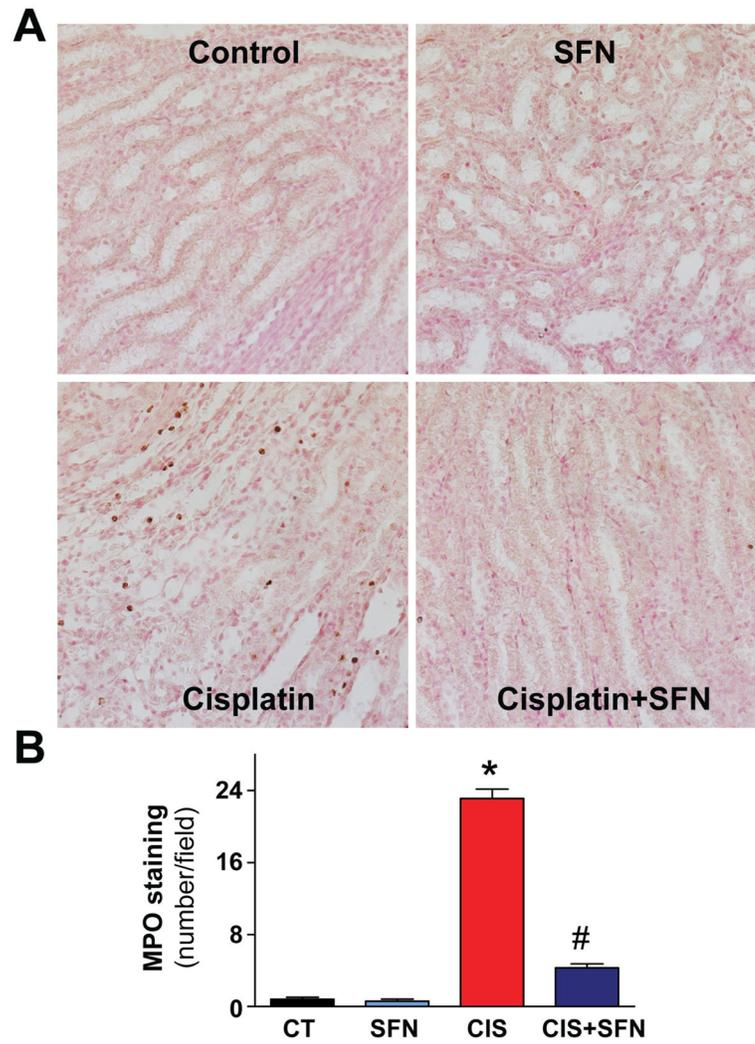 A
Control
SFN
Cisplatin
Cisplatin+SFN
B
MPO staining
(number/field)
24
16
8
0
*
#
CT
SFN
CIS
CIS+SFN